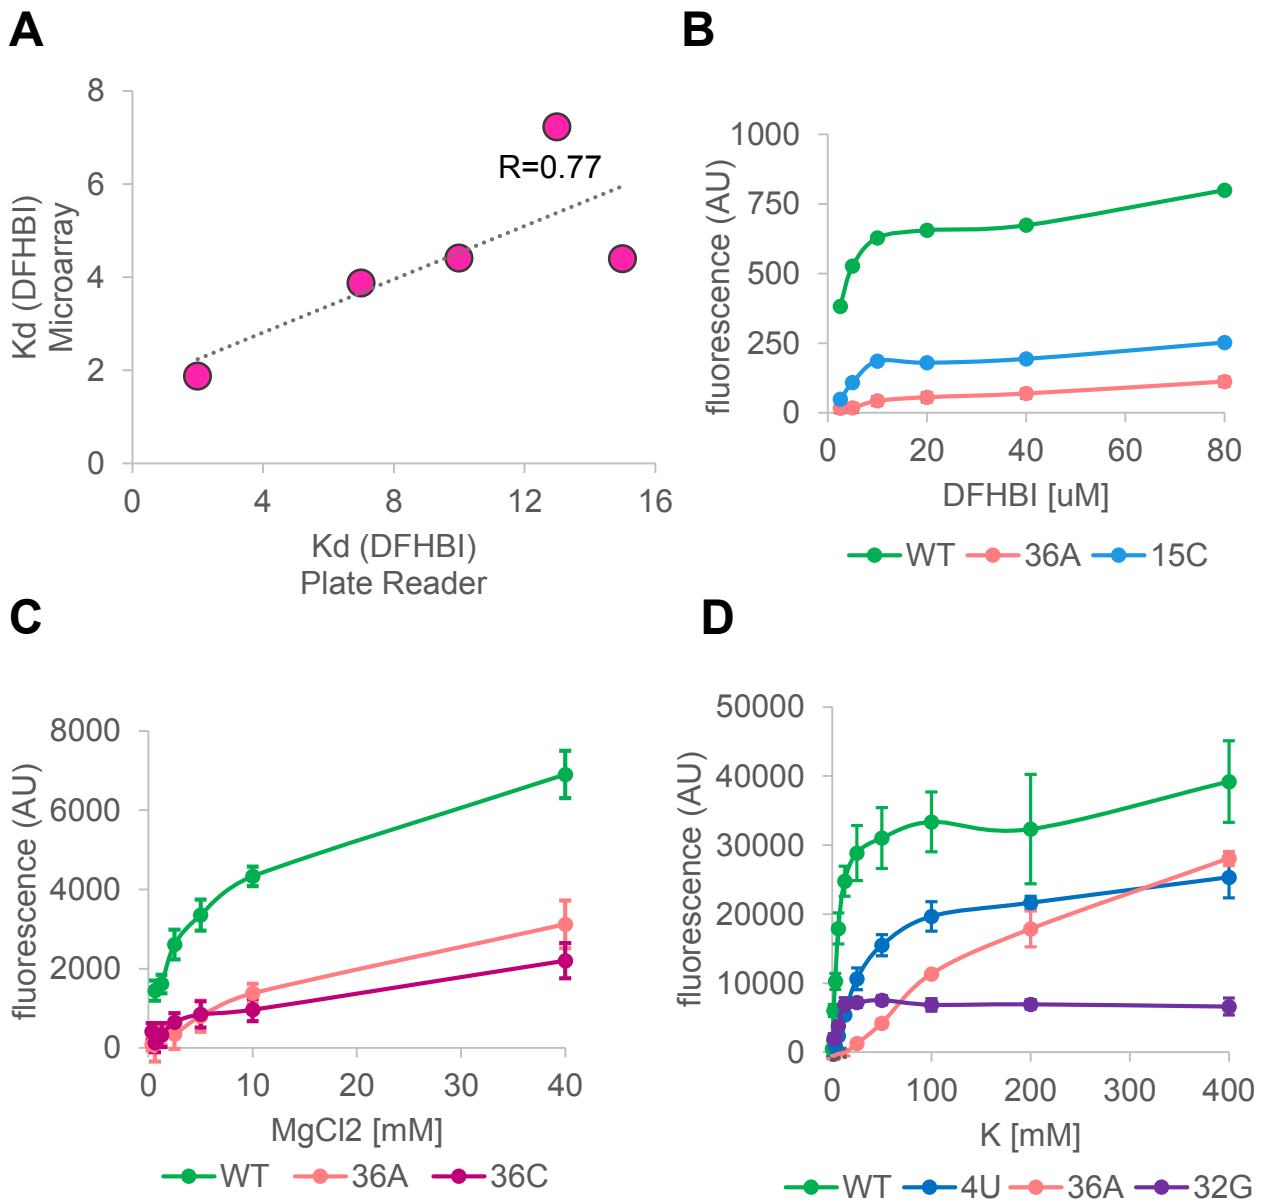 A
Kd (DFHBI)
Microarray
8
6
4
2
0
R=0.77
0 4 8 12 16
Kd (DFHBI)
Plate Reader
B
fluorescence (AU)
1000
750
500
250
0
0 20 40 60 80
DFHBI [uM]
WT 36A 15C
C
fluorescence (AU)
8000
6000
4000
2000
0
0 10 20 30 40
MgCl2 [mM]
WT 36A 36C
D
fluorescence (AU)
50000
40000
30000
20000
10000
0
0 100 200 300 400
K [mM]
WT 4U 36A 32G